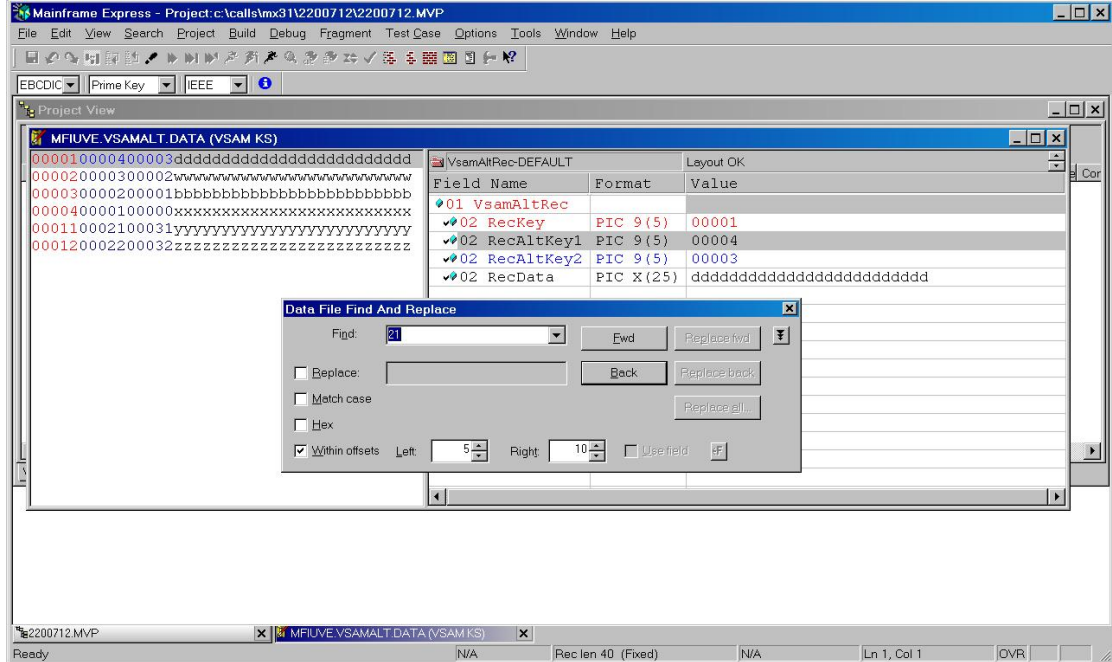 Mainframe Express - Project:c:\calls\mx31\2200712\2200712.MVP
File Edit View Search Project Build Debug Fragment Test Case Options Tools Window Help
EBCDIC Prime Key IEEE
Project View
MFIUVE.VSAMALT.DATA (VSAM KS)
000010000400003ddddddddddddddddddddddddd
000020000300002wwwwwwwwwwwwwwwwwwwwwwwww
000030000200001bbbbbbbbbbbbbbbbbbbbbbbbb
000040000100000xxxxxxxxxxxxxxxxxxxxxxxxx
000110002100031yyyyyyyyyyyyyyyyyyyyyyyyy
000120002200032zzzzzzzzzzzzzzzzzzzzzzzzz
VsamAltRec-DEFAULT Layout OK
Field Name Format Value
01 VsamAltRec
02 RecKey PIC 9(5) 00001
02 RecAltKey1 PIC 9(5) 00004
02 RecAltKey2 PIC 9(5) 00003
02 RecData PIC X(25) ddddddddddddddddddddddddd
Cor
Data File Find And Replace
Find: 21 Fwd Replace fwd
Replace: Back Replace back
Match case Replace all...
Hex
Within offsets Left: 5 Right: 10 Use field +F
2200712.MVP MFIUVE.VSAMALT.DATA (VSAM KS)
Ready N/A Rec len 40 (Fixed) N/A Ln 1, Col 1 OVR